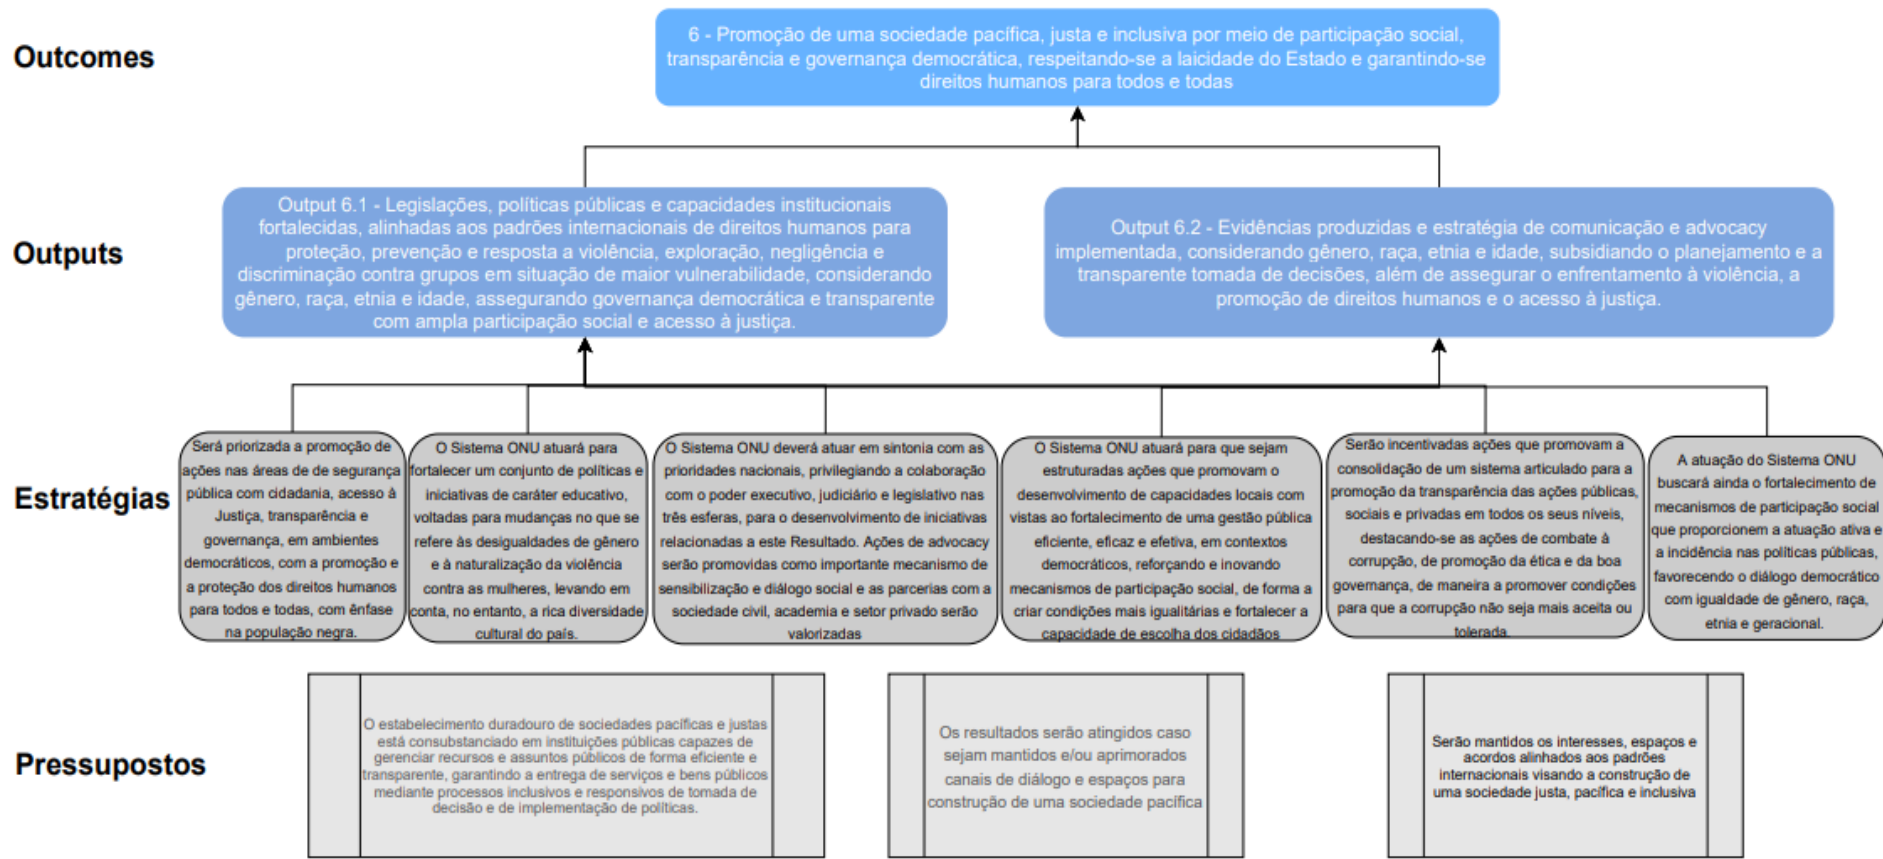 Outcomes
6 - Promoção de uma sociedade pacífica, justa e inclusiva por meio de participação social,
transparência e governança democrática, respeitando-se a laicidade do Estado e garantindo-se
direitos humanos para todos e todas
Outputs
Output 6.1 - Legislações, políticas públicas e capacidades institucionais
fortalecidas, alinhadas aos padrões internacionais de direitos humanos para
proteção, prevenção e resposta a violência, exploração, negligência e
discriminação contra grupos em situação de maior vulnerabilidade, considerando
gênero, raça, etnia e idade, assegurando governança democrática e transparente
com ampla participação social e acesso à justiça.
Output 6.2 - Evidências produzidas e estratégia de comunicação e advocacy
implementada, considerando gênero, raça, etnia e idade, subsidiando o planejamento e a
transparente tomada de decisões, além de assegurar o enfrentamento à violência, a
promoção de direitos humanos e o acesso à justiça.
Estratégias
Será priorizada a promoção de
ações nas áreas de de segurança
pública com cidadania, acesso à
Justiça, transparência e
governança, em ambientes
democráticos, com a promoção e
a proteção dos direitos humanos
para todos e todas, com ênfase
na população negra.
O Sistema ONU atuará para
fortalecer um conjunto de políticas e
iniciativas de caráter educativo,
voltadas para mudanças no que se
refere às desigualdades de gênero
e à naturalização da violência
contra as mulheres, levando em
conta, no entanto, a rica diversidade
cultural do país.
O Sistema ONU deverá atuar em sintonia com as
prioridades nacionais, privilegiando a colaboração
com o poder executivo, judiciário e legislativo nas
três esferas, para o desenvolvimento de iniciativas
relacionadas a este Resultado. Ações de advocacy
serão promovidas como importante mecanismo de
sensibilização e diálogo social e as parcerias com a
sociedade civil, academia e setor privado serão
valorizadas
O Sistema ONU atuará para que sejam
estruturadas ações que promovam o
desenvolvimento de capacidades locais com
vistas ao fortalecimento de uma gestão pública
eficiente, eficaz e efetiva, em contextos
democráticos, reforçando e inovando
mecanismos de participação social, de forma a
criar condições mais igualitárias e fortalecer a
capacidade de escolha dos cidadãos
Serão incentivadas ações que promovam a
consolidação de um sistema articulado para a
promoção da transparência das ações públicas,
sociais e privadas em todos os seus níveis,
destacando-se as ações de combate à
corrupção, de promoção da ética e da boa
governança, de maneira a promover condições
para que a corrupção não seja mais aceita ou
tolerada
A atuação do Sistema ONU
buscará ainda o fortalecimento de
mecanismos de participação social
que proporcionem a atuação ativa e
a incidência nas políticas públicas,
favorecendo o diálogo democrático
com igualdade de gênero, raça,
etnia e geracional.
Pressupostos
O estabelecimento duradouro de sociedades pacíficas e justas
está consubstanciado em instituições públicas capazes de
gerenciar recursos e assuntos públicos de forma eficiente e
transparente, garantindo a entrega de serviços e bens públicos
mediante processos inclusivos e responsivos de tomada de
decisão e de implementação de políticas.
Os resultados serão atingidos caso
sejam mantidos e/ou aprimorados
canais de diálogo e espaços para
construção de uma sociedade pacífica
Serão mantidos os interesses, espaços e
acordos alinhados aos padrões
internacionais visando a construção de
uma sociedade justa, pacífica e inclusiva